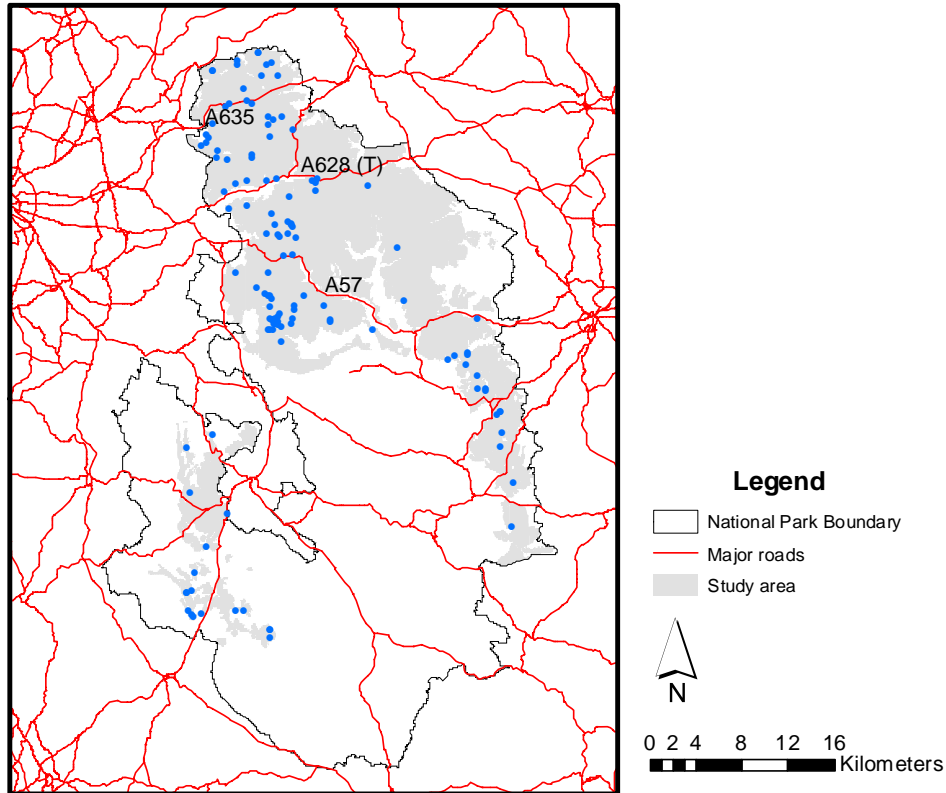 A635
A628 (T)
A57
Legend
National Park Boundary
Major roads
Study area
N
0 2 4 8 12 16
Kilometers